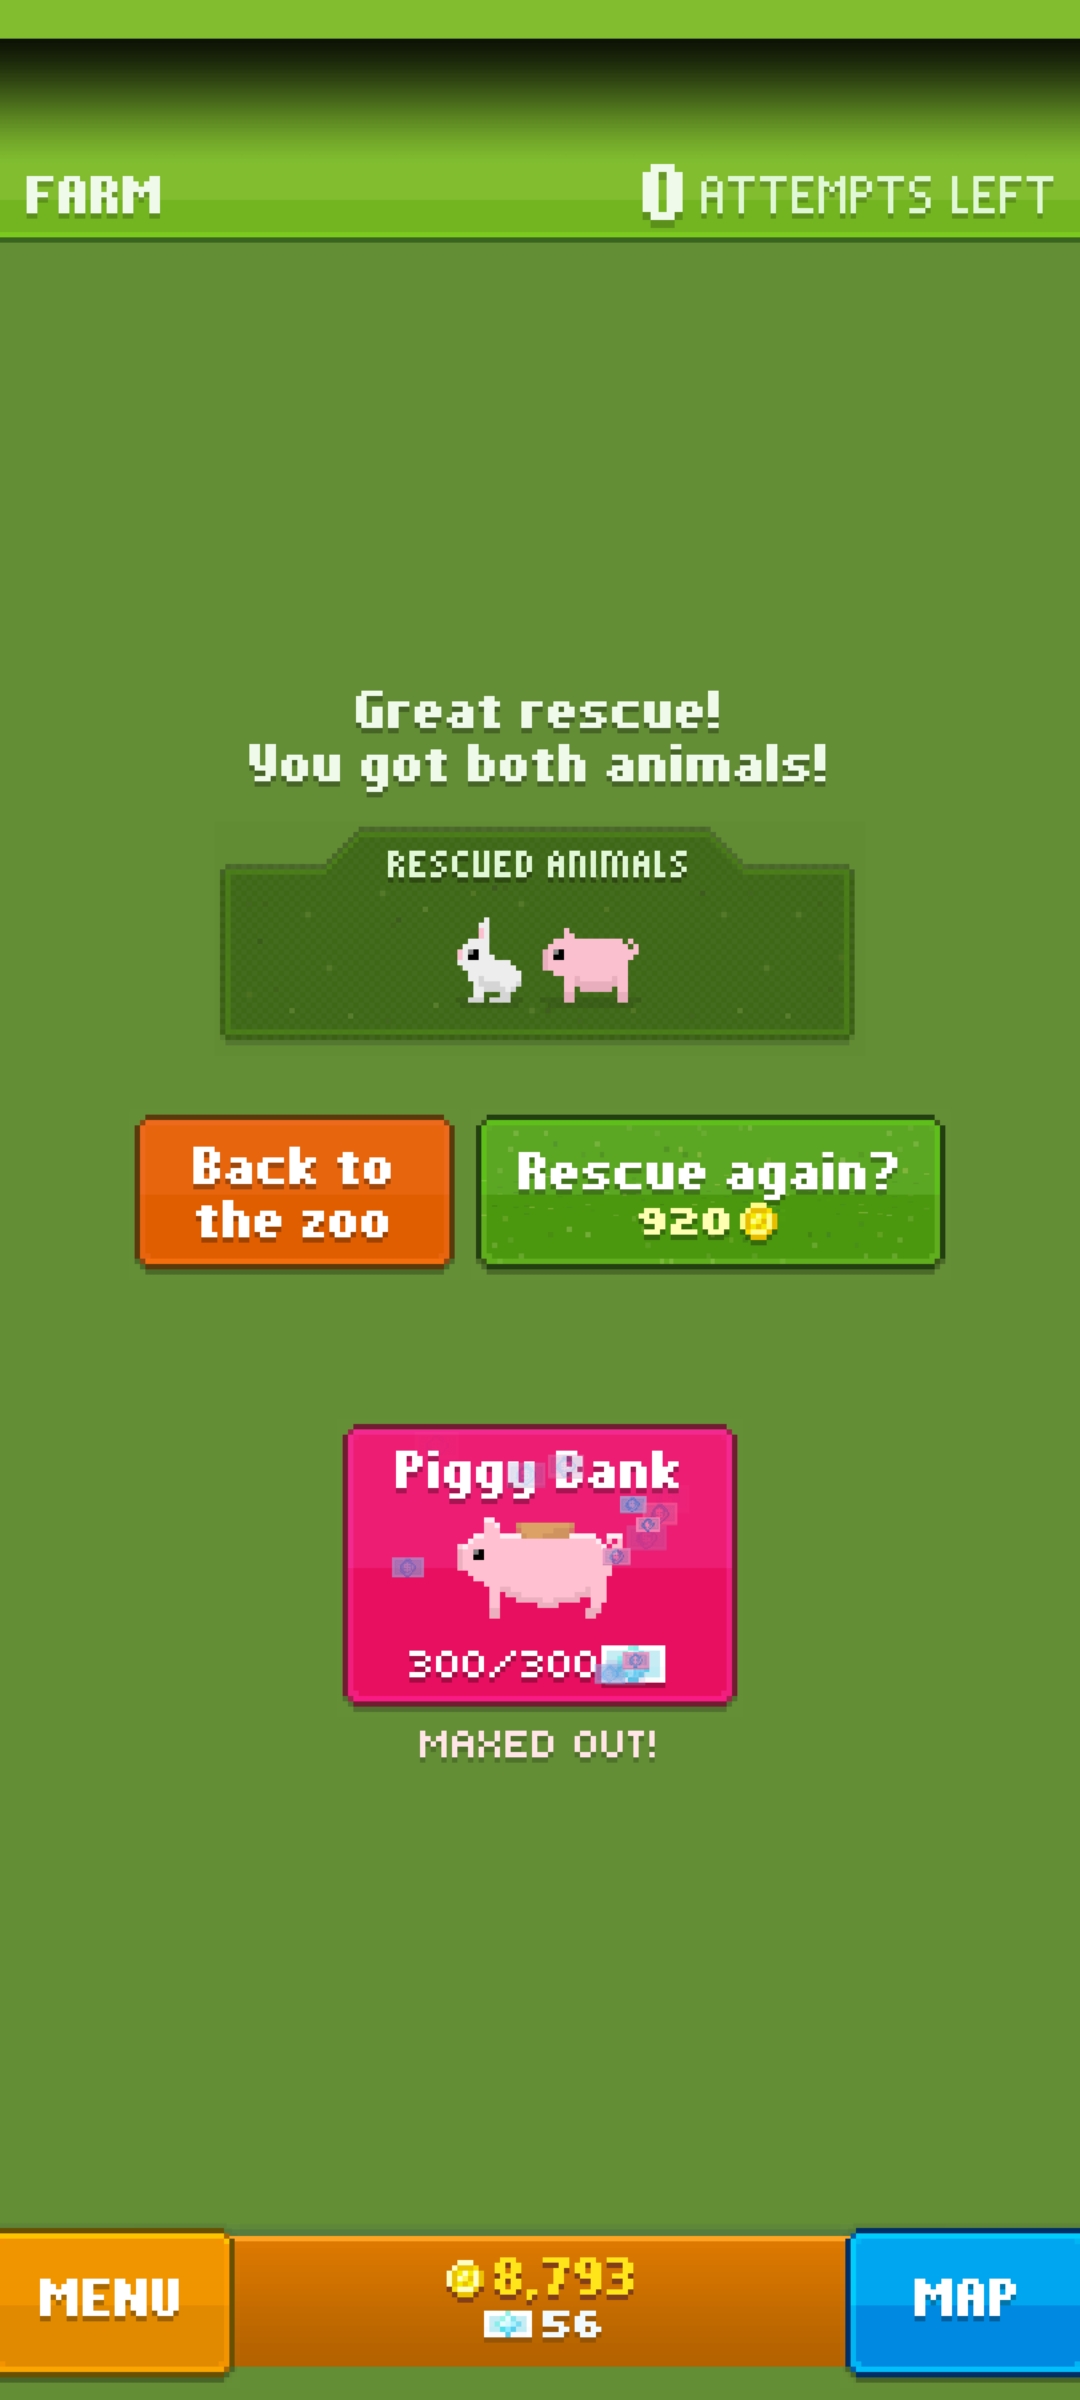 FARM
0 ATTEMPTS LEFT
Great rescue!
You got both animals!
RESCUED ANIMALS
Back to
the zoo
Rescue again?
920
Piggy Bank
300/300
MAXED OUT!
MENU
8,793
56
MAP